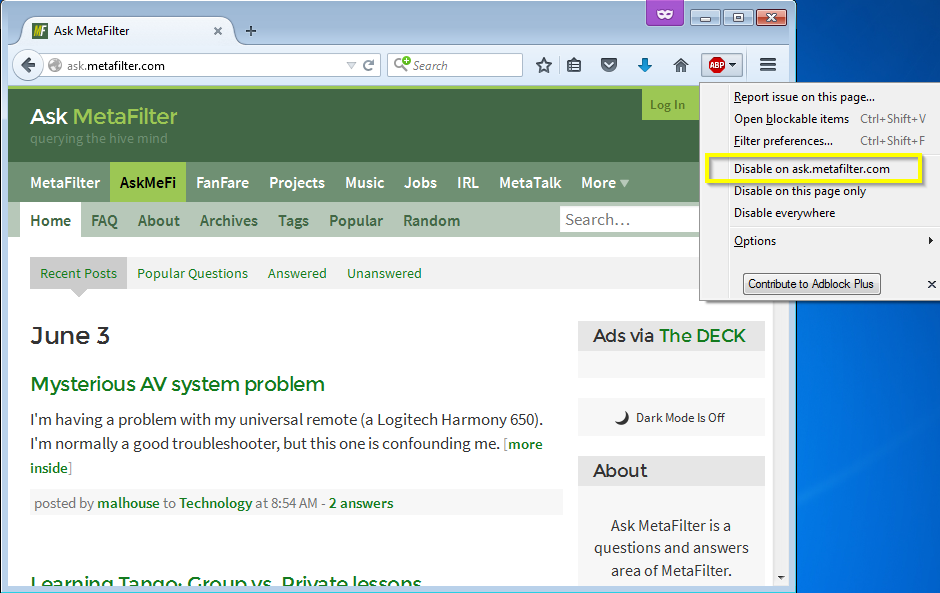 MF Ask MetaFilter
ask.metafilter.com
Search
ABP
Report issue on this page...
Open blockable items Ctrl+Shift+V
Filter preferences... Ctrl+Shift+F
Disable on ask.metafilter.com
Disable on this page only
Disable everywhere
Options
Contribute to Adblock Plus
Ask MetaFilter
querying the hive mind
Log In
MetaFilter AskMeFi FanFare Projects Music Jobs IRL MetaTalk More
Home FAQ About Archives Tags Popular Random
Search...
Recent Posts Popular Questions Answered Unanswered
June 3
Mysterious AV system problem
I'm having a problem with my universal remote (a Logitech Harmony 650).
I'm normally a good troubleshooter, but this one is confounding me. [more
inside]
posted by malhouse to Technology at 8:54 AM - 2 answers
Learning Tango: Group vs. Private lessons
Ads via The DECK
Dark Mode Is Off
About
Ask MetaFilter is a
questions and answers
area of MetaFilter.